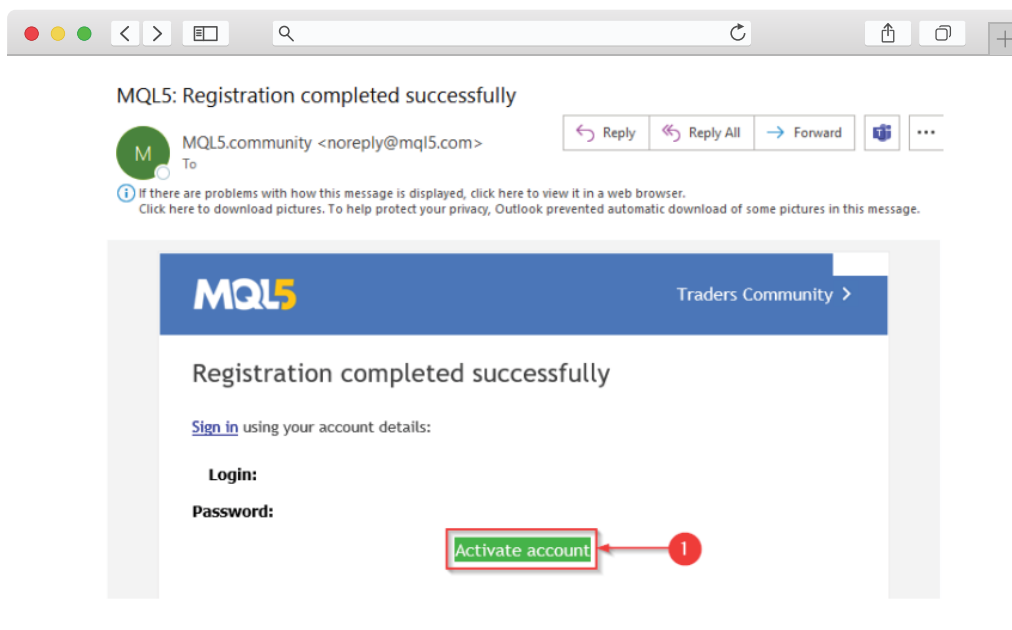 MQL5: Registration completed successfully
M
MQL5.community <noreply@mql5.com>
To
Reply
Reply All
Forward
If there are problems with how this message is displayed, click here to view it in a web browser.
Click here to download pictures. To help protect your privacy, Outlook prevented automatic download of some pictures in this message.
MQL5
Traders Community >
Registration completed successfully
Sign in using your account details:
Login:
Password:
Activate account
1